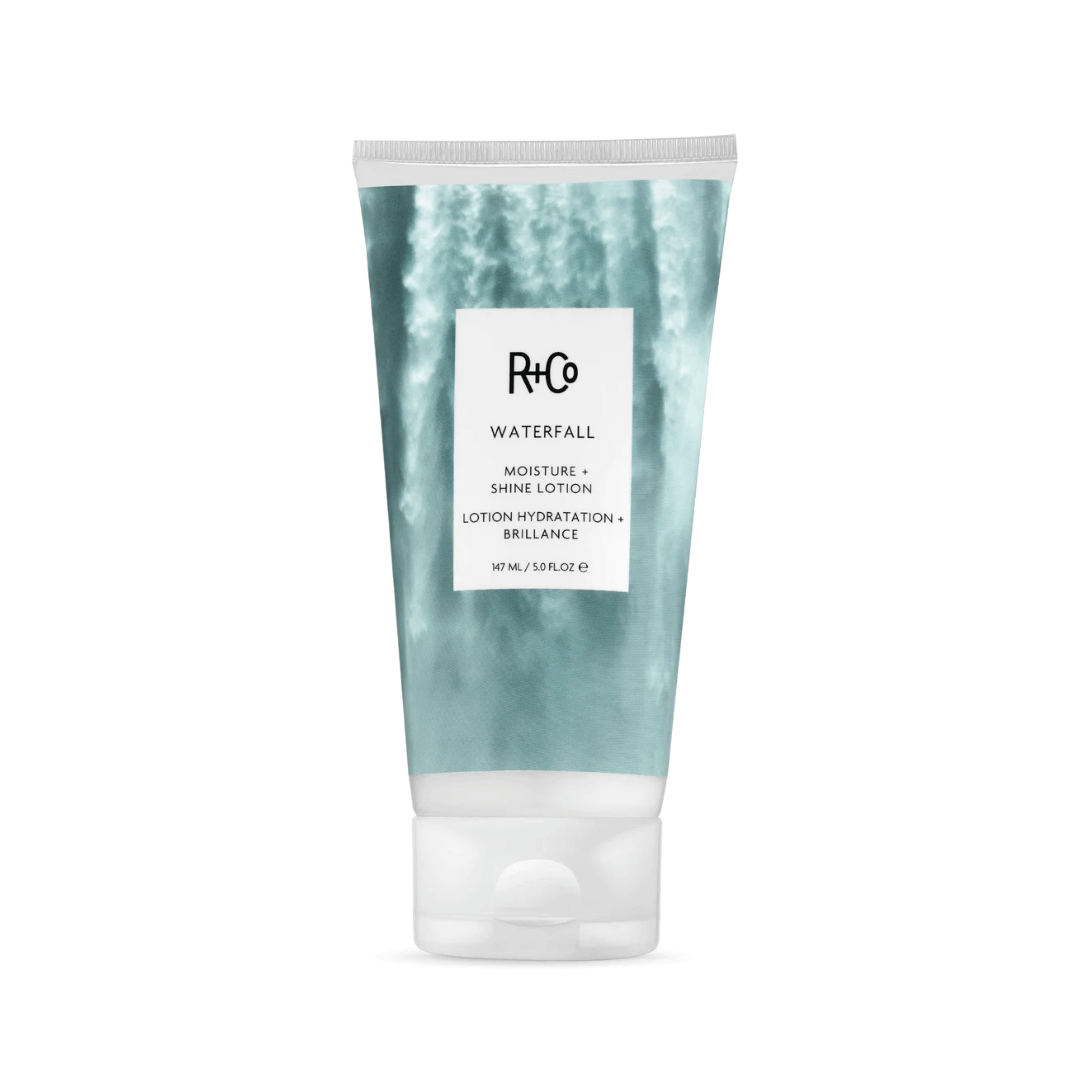 R+Co
WATERFALL
MOISTURE +
SHINE LOTION
LOTION HYDRATATION +
BRILLANCE
147 ML / 5.0 FL.OZ ℮